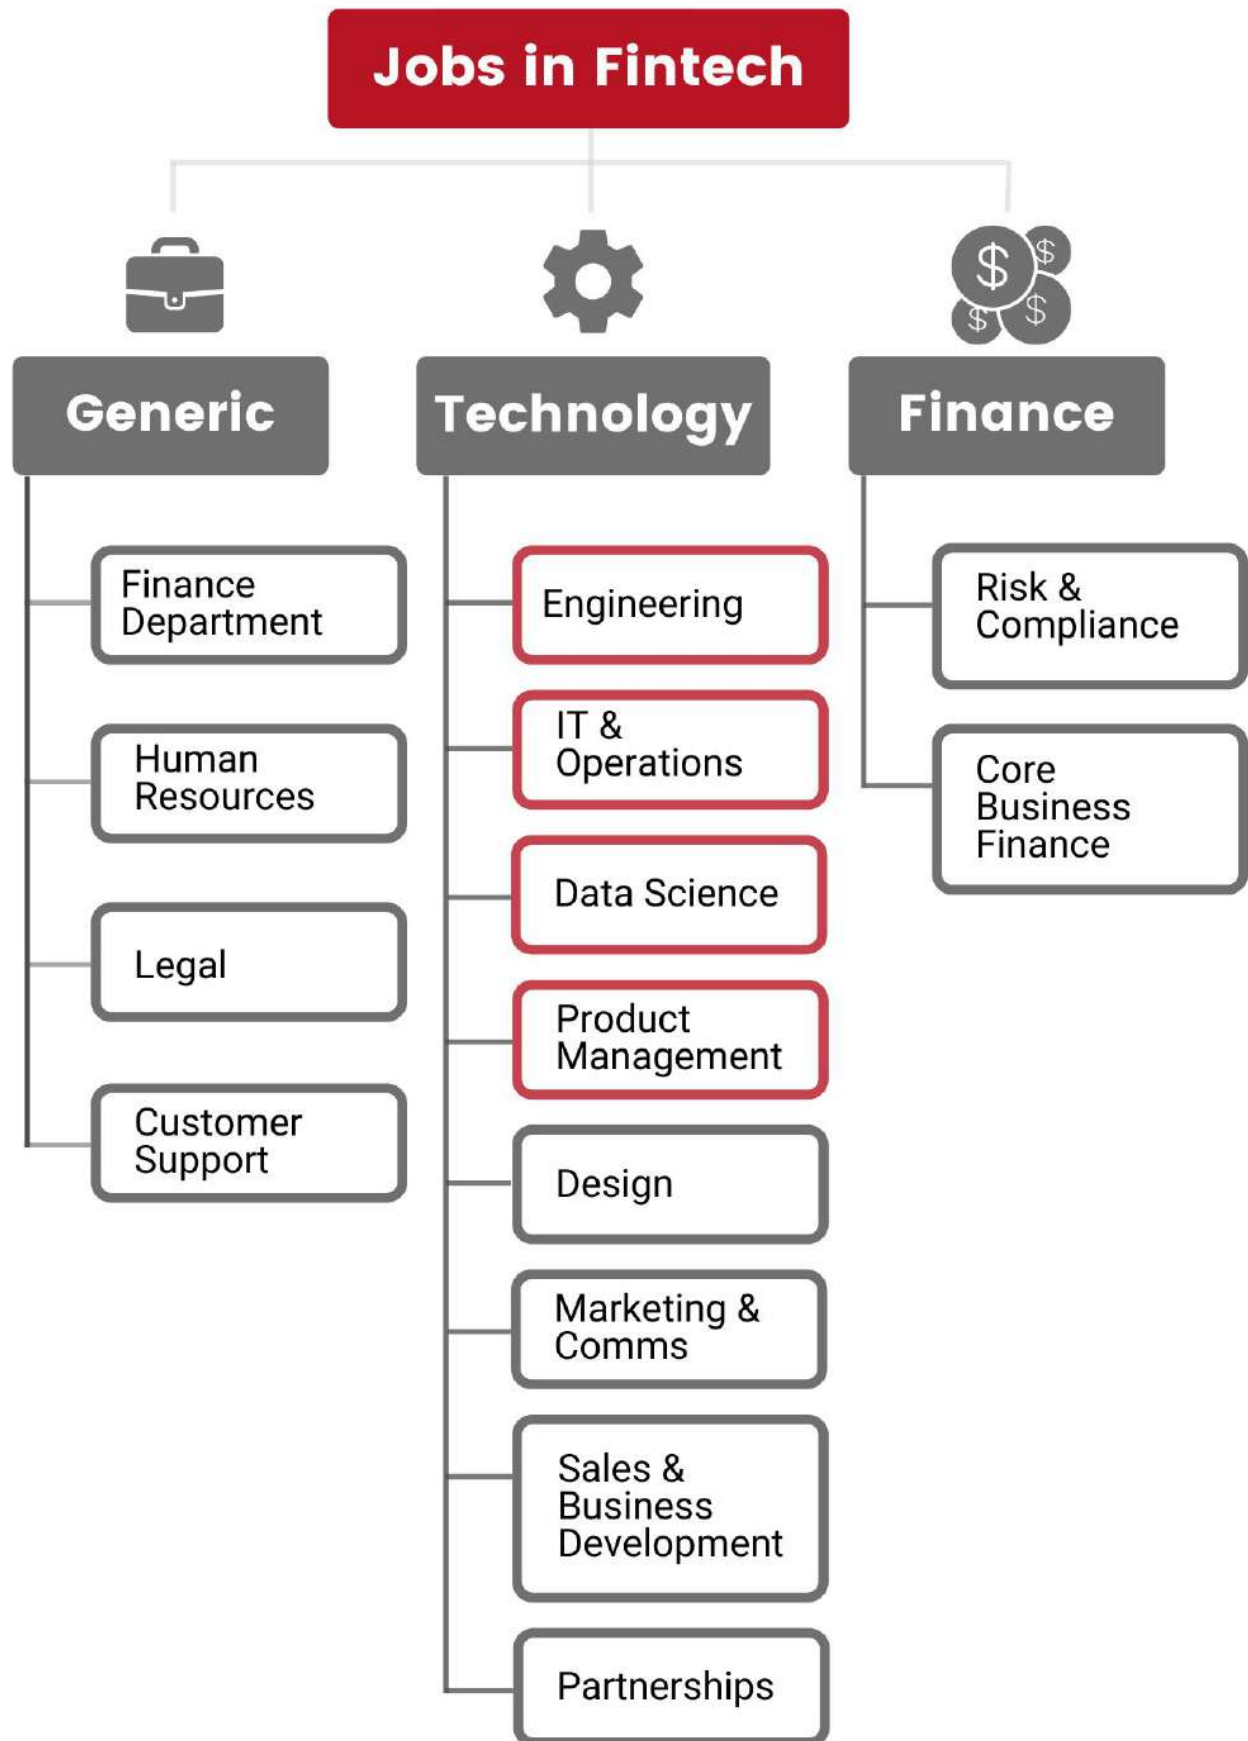 Jobs in Fintech
$
$
$
$
Generic
Technology
Finance
Finance
Department
Human
Resources
Legal
Customer
Support
Engineering
IT &
Operations
Data Science
Product
Management
Design
Marketing &
Comms
Sales &
Business
Development
Partnerships
Risk &
Compliance
Core
Business
Finance